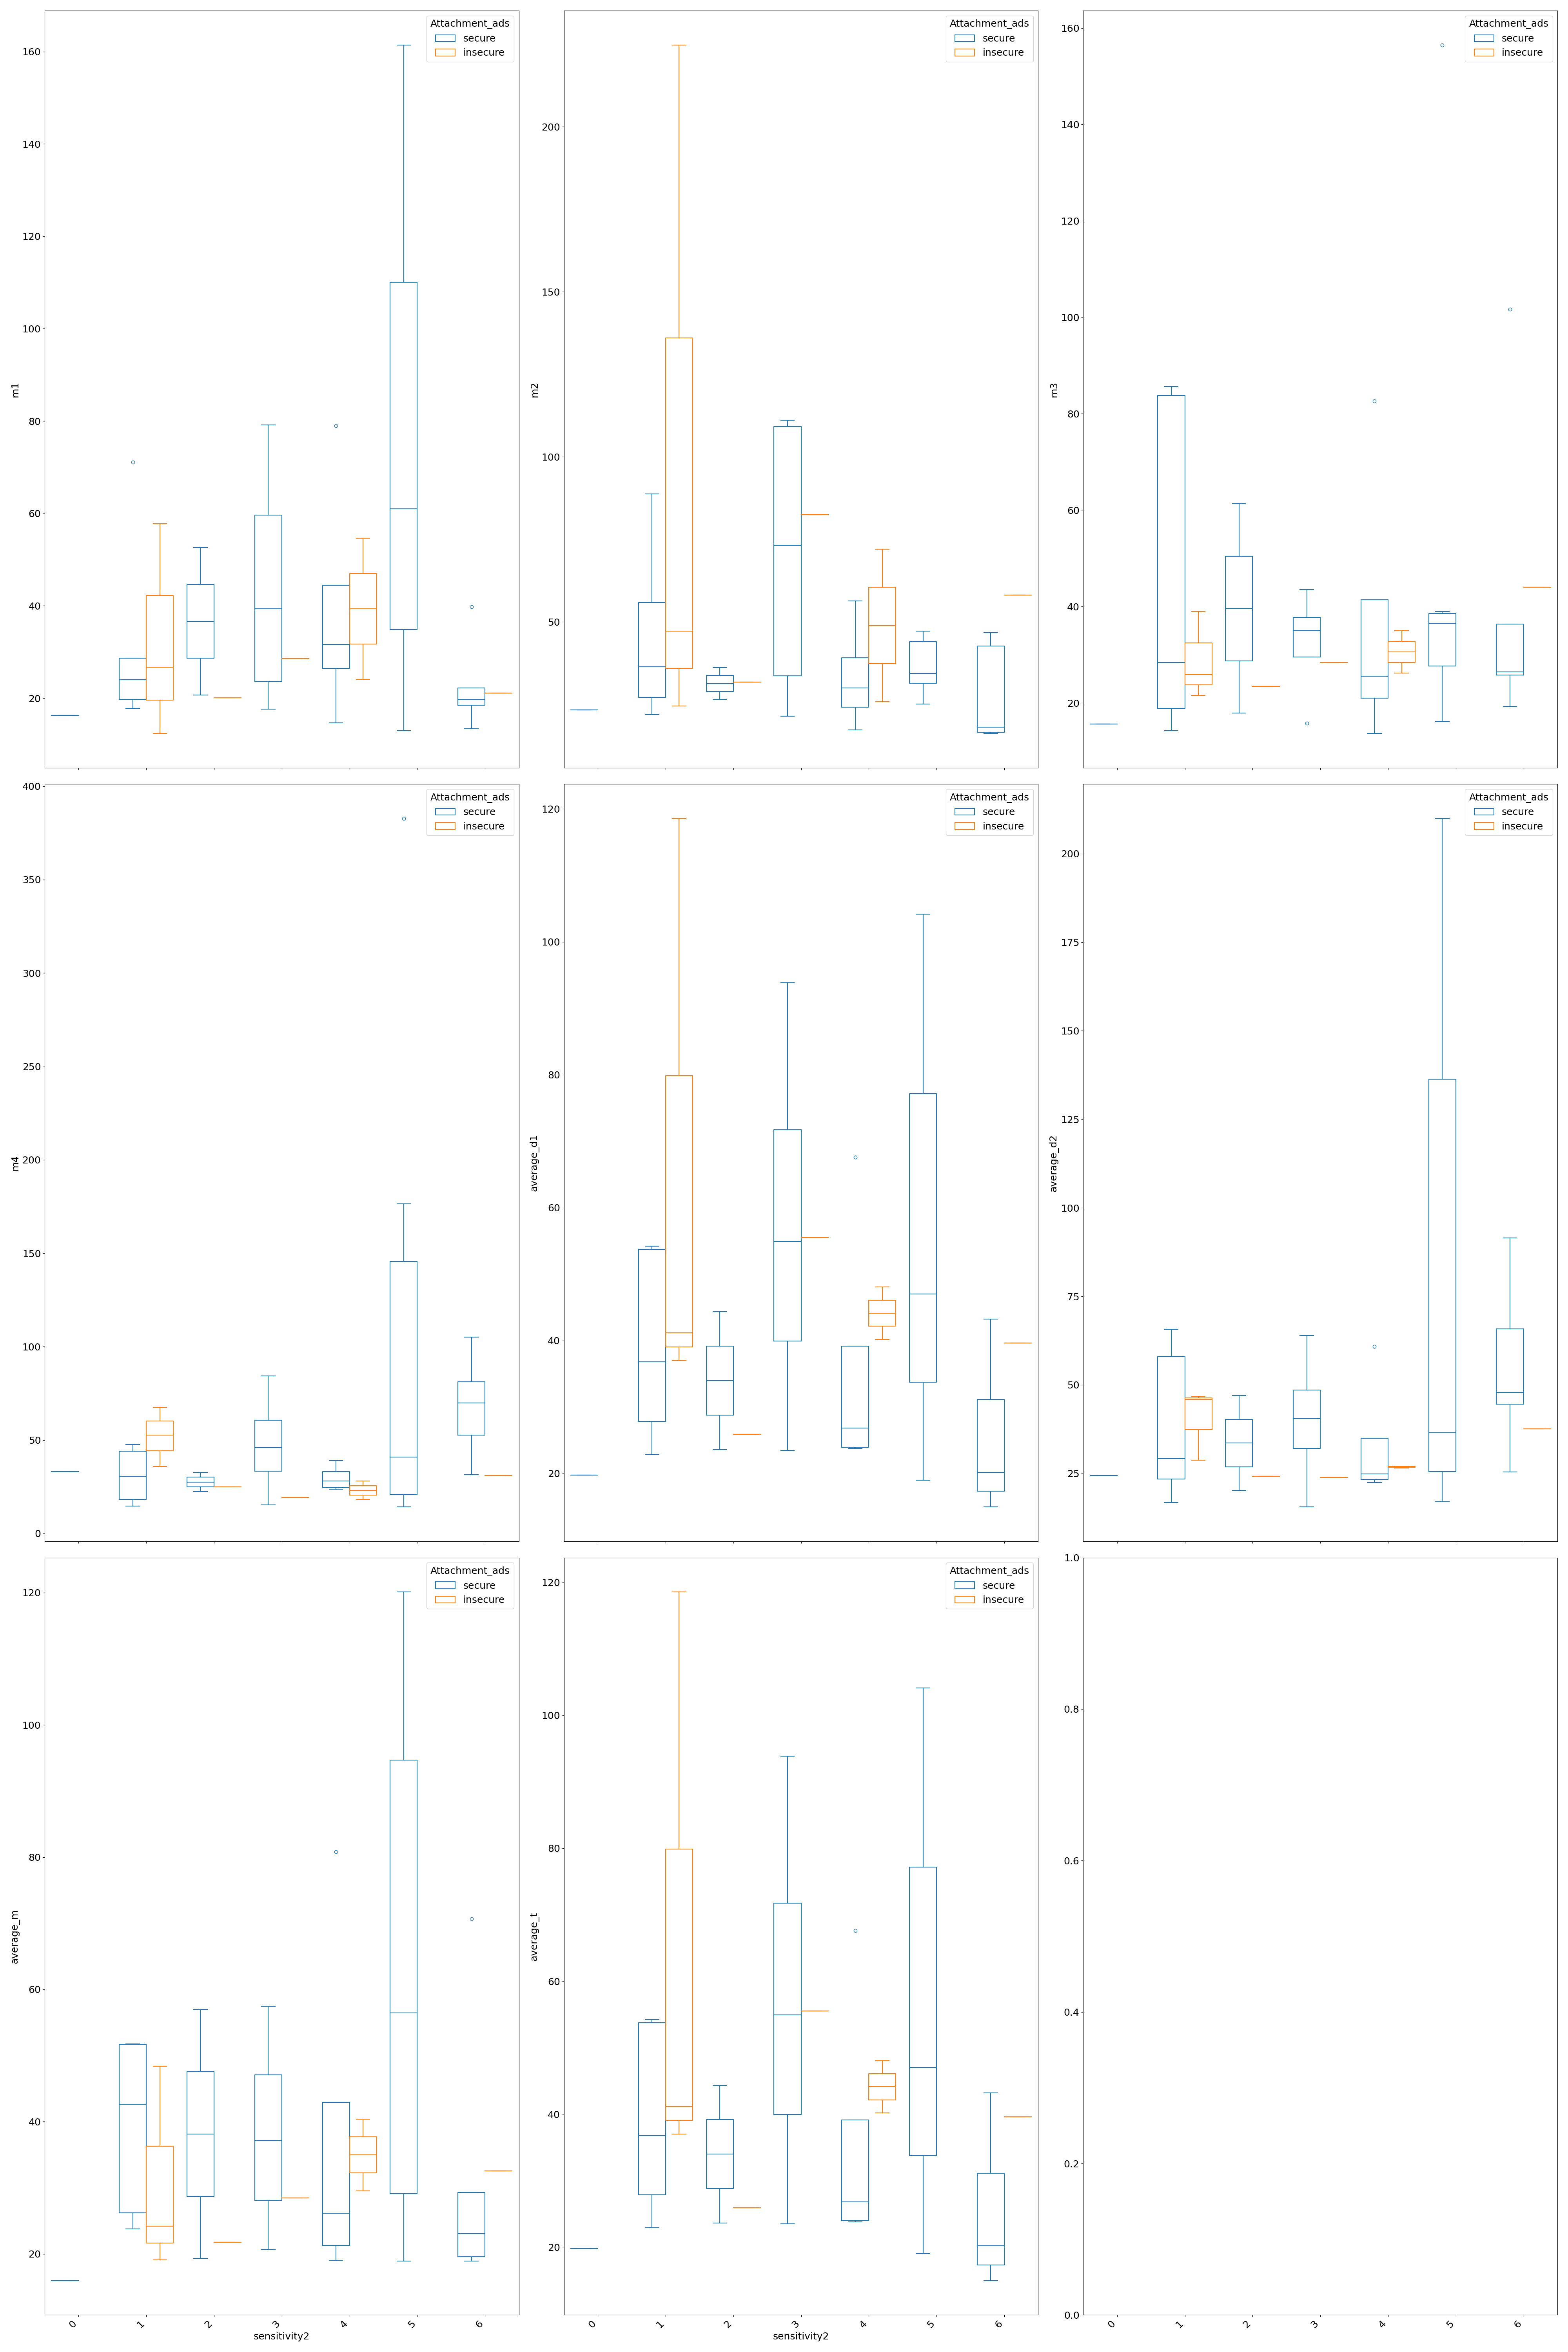 Attachment_ads
secure
insecure
160
140
120
100
80
60
40
20
m1
Attachment_ads
secure
insecure
200
150
100
50
m2
Attachment_ads
secure
insecure
160
140
120
100
80
60
40
20
m3
Attachment_ads
secure
insecure
400
350
300
250
200
150
100
50
0
m4
Attachment_ads
secure
insecure
120
100
80
60
40
20
average_d1
Attachment_ads
secure
insecure
200
175
150
125
100
75
50
25
average_d2
Attachment_ads
secure
insecure
120
100
80
60
40
20
average_m
0 1 2 3 4 5 6
sensitivity2
Attachment_ads
secure
insecure
120
100
80
60
40
20
average_t
0 1 2 3 4 5 6
sensitivity2
1.0
0.8
0.6
0.4
0.2
0.0
0 1 2 3 4 5 6